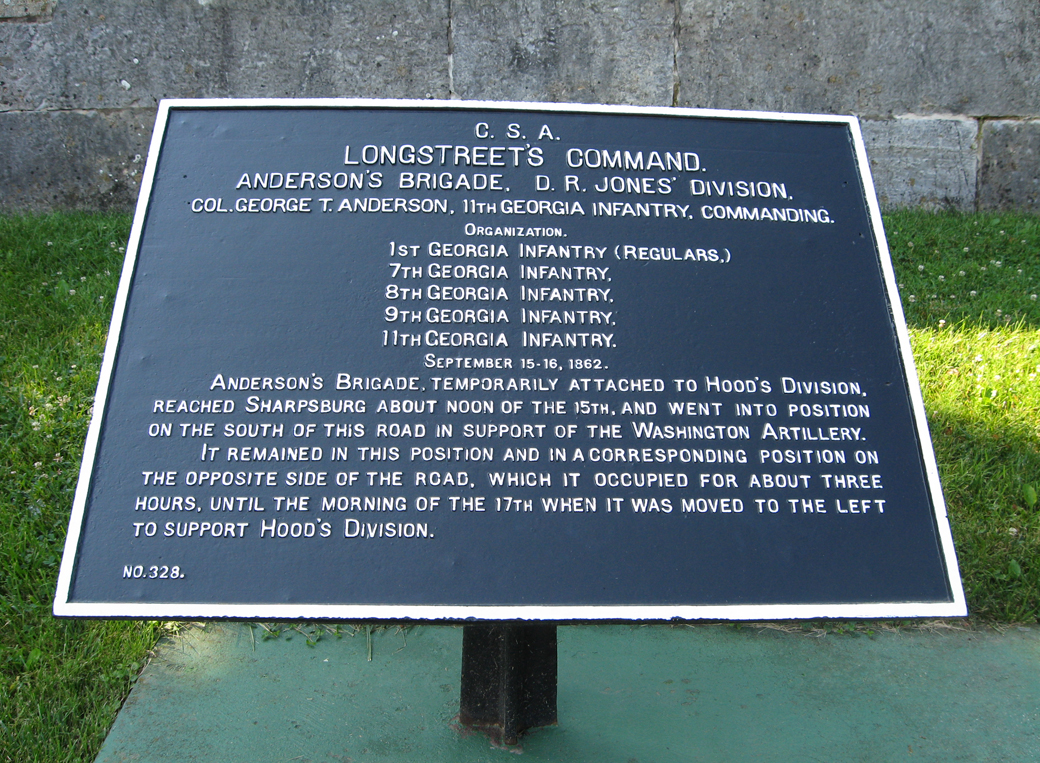 C. S. A.
LONGSTREET'S COMMAND.
ANDERSON'S BRIGADE, D. R. JONES' DIVISION,
COL. GEORGE T. ANDERSON, 11TH GEORGIA INFANTRY, COMMANDING.
ORGANIZATION.
1ST GEORGIA INFANTRY (REGULARS,)
7TH GEORGIA INFANTRY,
8TH GEORGIA INFANTRY,
9TH GEORGIA INFANTRY,
11TH GEORGIA INFANTRY.
SEPTEMBER 15-16, 1862.
ANDERSON'S BRIGADE, TEMPORARILY ATTACHED TO HOOD'S DIVISION,
REACHED SHARPSBURG ABOUT NOON OF THE 15TH, AND WENT INTO POSITION
ON THE SOUTH OF THIS ROAD IN SUPPORT OF THE WASHINGTON ARTILLERY.
IT REMAINED IN THIS POSITION AND IN A CORRESPONDING POSITION ON
THE OPPOSITE SIDE OF THE ROAD, WHICH IT OCCUPIED FOR ABOUT THREE
HOURS, UNTIL THE MORNING OF THE 17TH WHEN IT WAS MOVED TO THE LEFT
TO SUPPORT HOOD'S DIVISION.
NO. 328.